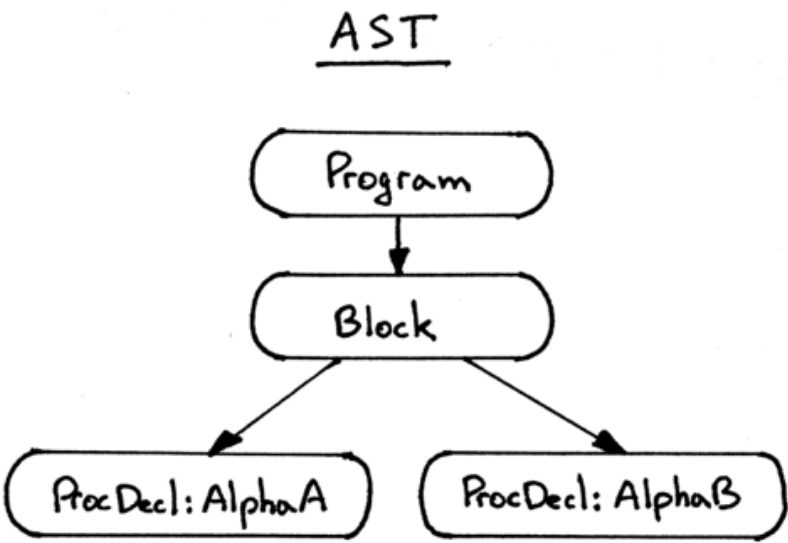 AST
Program
Block
ProcDecl: AlphaA
ProcDecl: AlphaB